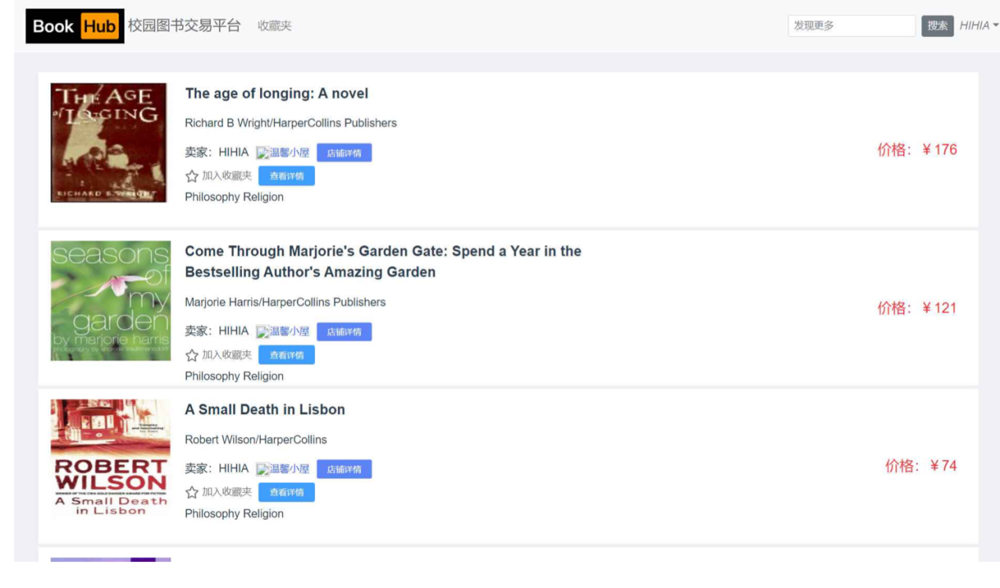 Book Hub 校园图书交易平台 收藏夹 发现更多 搜索 HIHIA
THE AGE
of LONGING
RICHARD B. WRIGHT
The age of longing: A novel
Richard B Wright/HarperCollins Publishers
卖家: HIHIA 温馨小屋 店铺详情
加入收藏夹 查看详情
Philosophy Religion
价格: ¥ 176
seasons
of
my
garden
by marjorie harris
Come Through Marjorie's Garden Gate: Spend a Year in the
Bestselling Author's Amazing Garden
Marjorie Harris/HarperCollins Publishers
卖家: HIHIA 温馨小屋 店铺详情
加入收藏夹 查看详情
Philosophy Religion
价格: ¥ 121
ROBERT
WILSON
A Small Death
in Lisbon
A Small Death in Lisbon
Robert Wilson/HarperCollins
卖家: HIHIA 温馨小屋 店铺详情
加入收藏夹 查看详情
Philosophy Religion
价格: ¥ 74